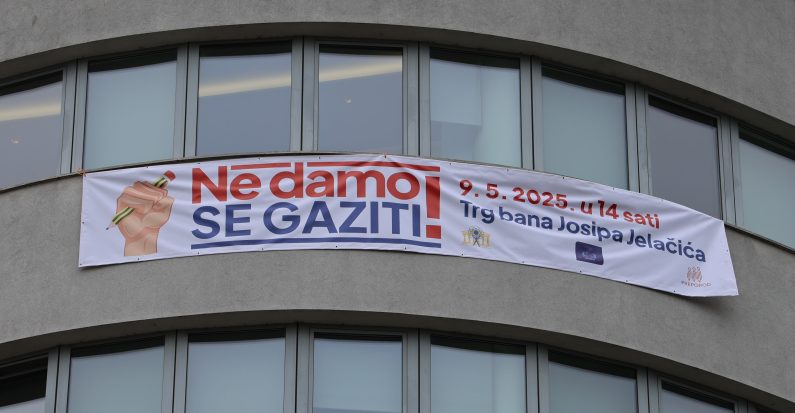 Ne damo
SE GAZITI!
9. 5. 2025. u 14 sati
Trg bana Josipa Jelačića
PREPOROD